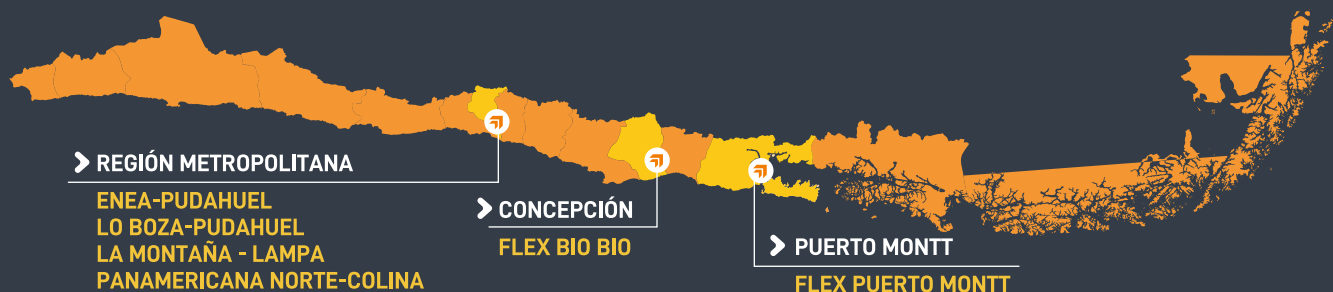 REGIÓN METROPOLITANA
ENEA-PUDAHUEL
LO BOZA-PUDAHUEL
LA MONTAÑA - LAMPA
PANAMERICANA NORTE-COLINA
CONCEPCIÓN
FLEX BIO BIO
PUERTO MONTT
FLEX PUERTO MONTT